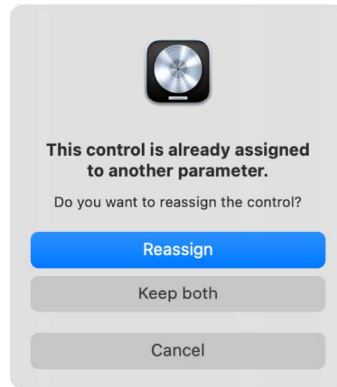 This control is already assigned
to another parameter.
Do you want to reassign the control?
Reassign
Keep both
Cancel